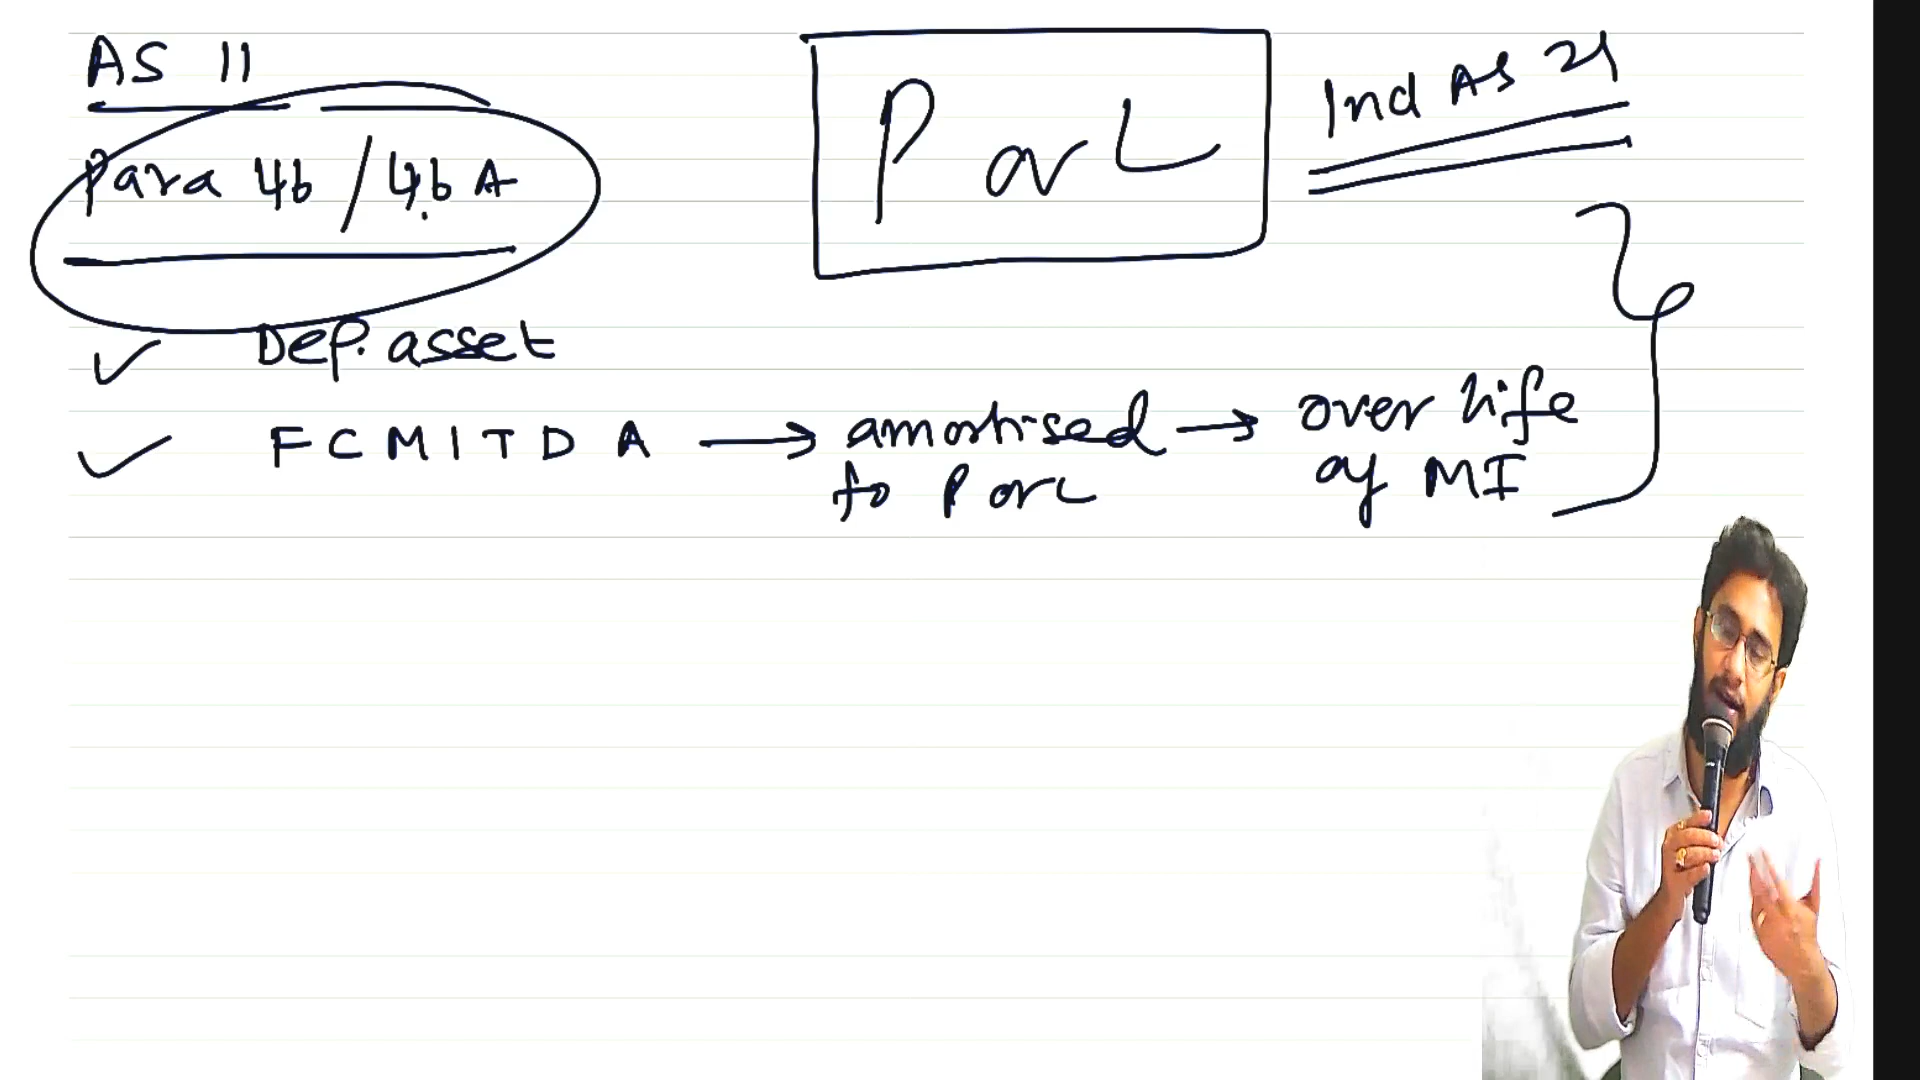 AS 11
Para 46 / 46 A
P or L
Ind AS 21
Dep. asset
FCMITDA → amortised to P or L → over life of MI